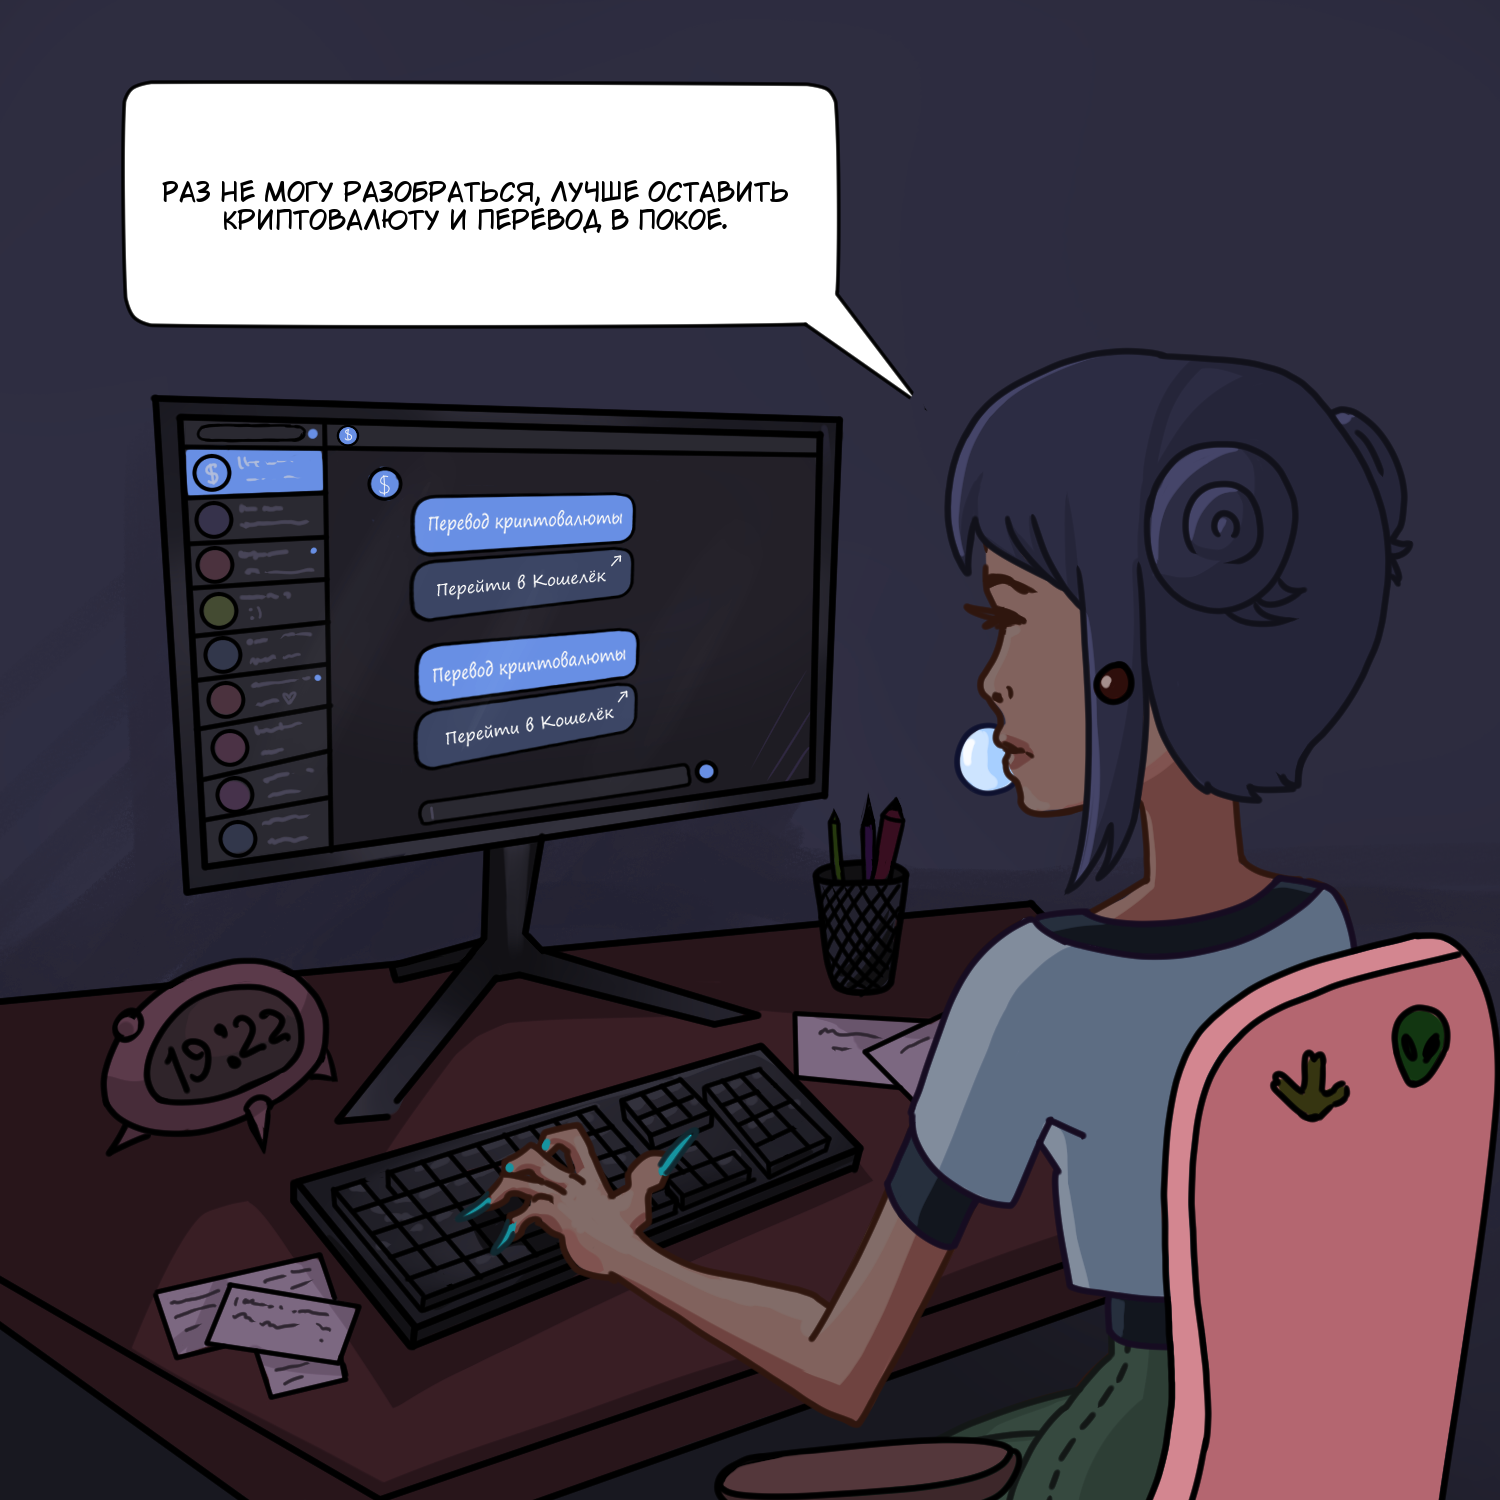 РАЗ НЕ МОГУ РАЗОБРАТЬСЯ, ЛУЧШЕ ОСТАВИТЬ
КРИПТОВАЛЮТУ И ПЕРЕВОД В ПОКОЕ.
$
$
$
:)
Перевод криптовалюты
Перейти в Кошелёк
Перевод криптовалюты
Перейти в Кошелёк
19:22